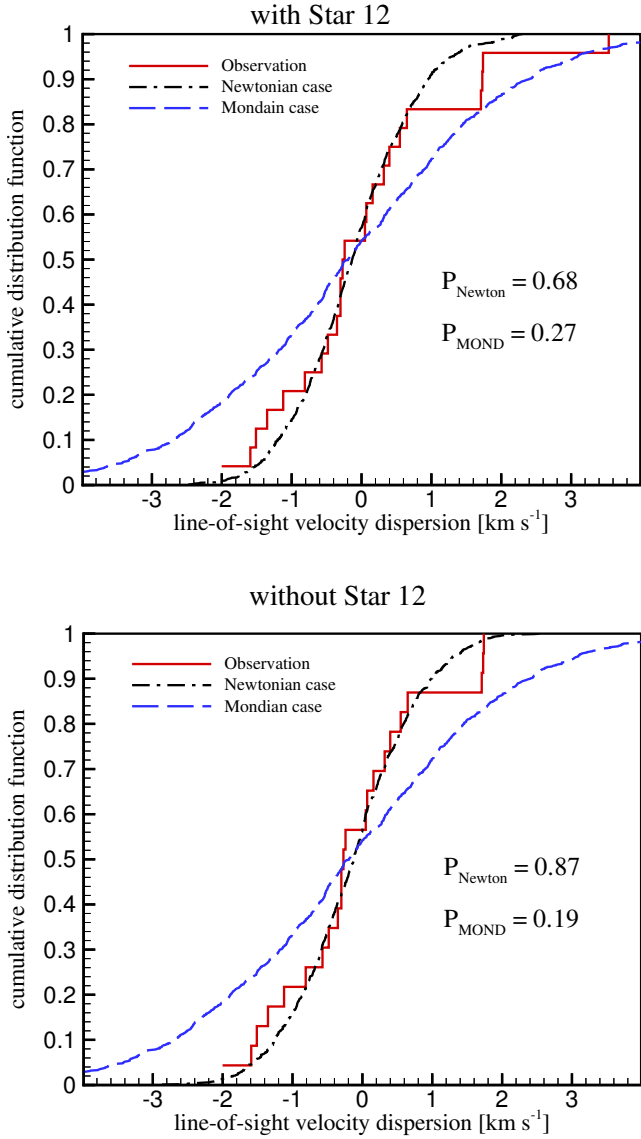 with Star 12
1
0.9
0.8
0.7
0.6
0.5
0.4
0.3
0.2
0.1
0
Observation
Newtonian case
Mondain case
P_Newton = 0.68
P_MOND = 0.27
cumulative distribution function
-3 -2 -1 0 1 2 3
line-of-sight velocity dispersion [km s⁻¹]
without Star 12
1
0.9
0.8
0.7
0.6
0.5
0.4
0.3
0.2
0.1
0
Observation
Newtonian case
Mondian case
P_Newton = 0.87
P_MOND = 0.19
cumulative distribution function
-3 -2 -1 0 1 2 3
line-of-sight velocity dispersion [km s⁻¹]